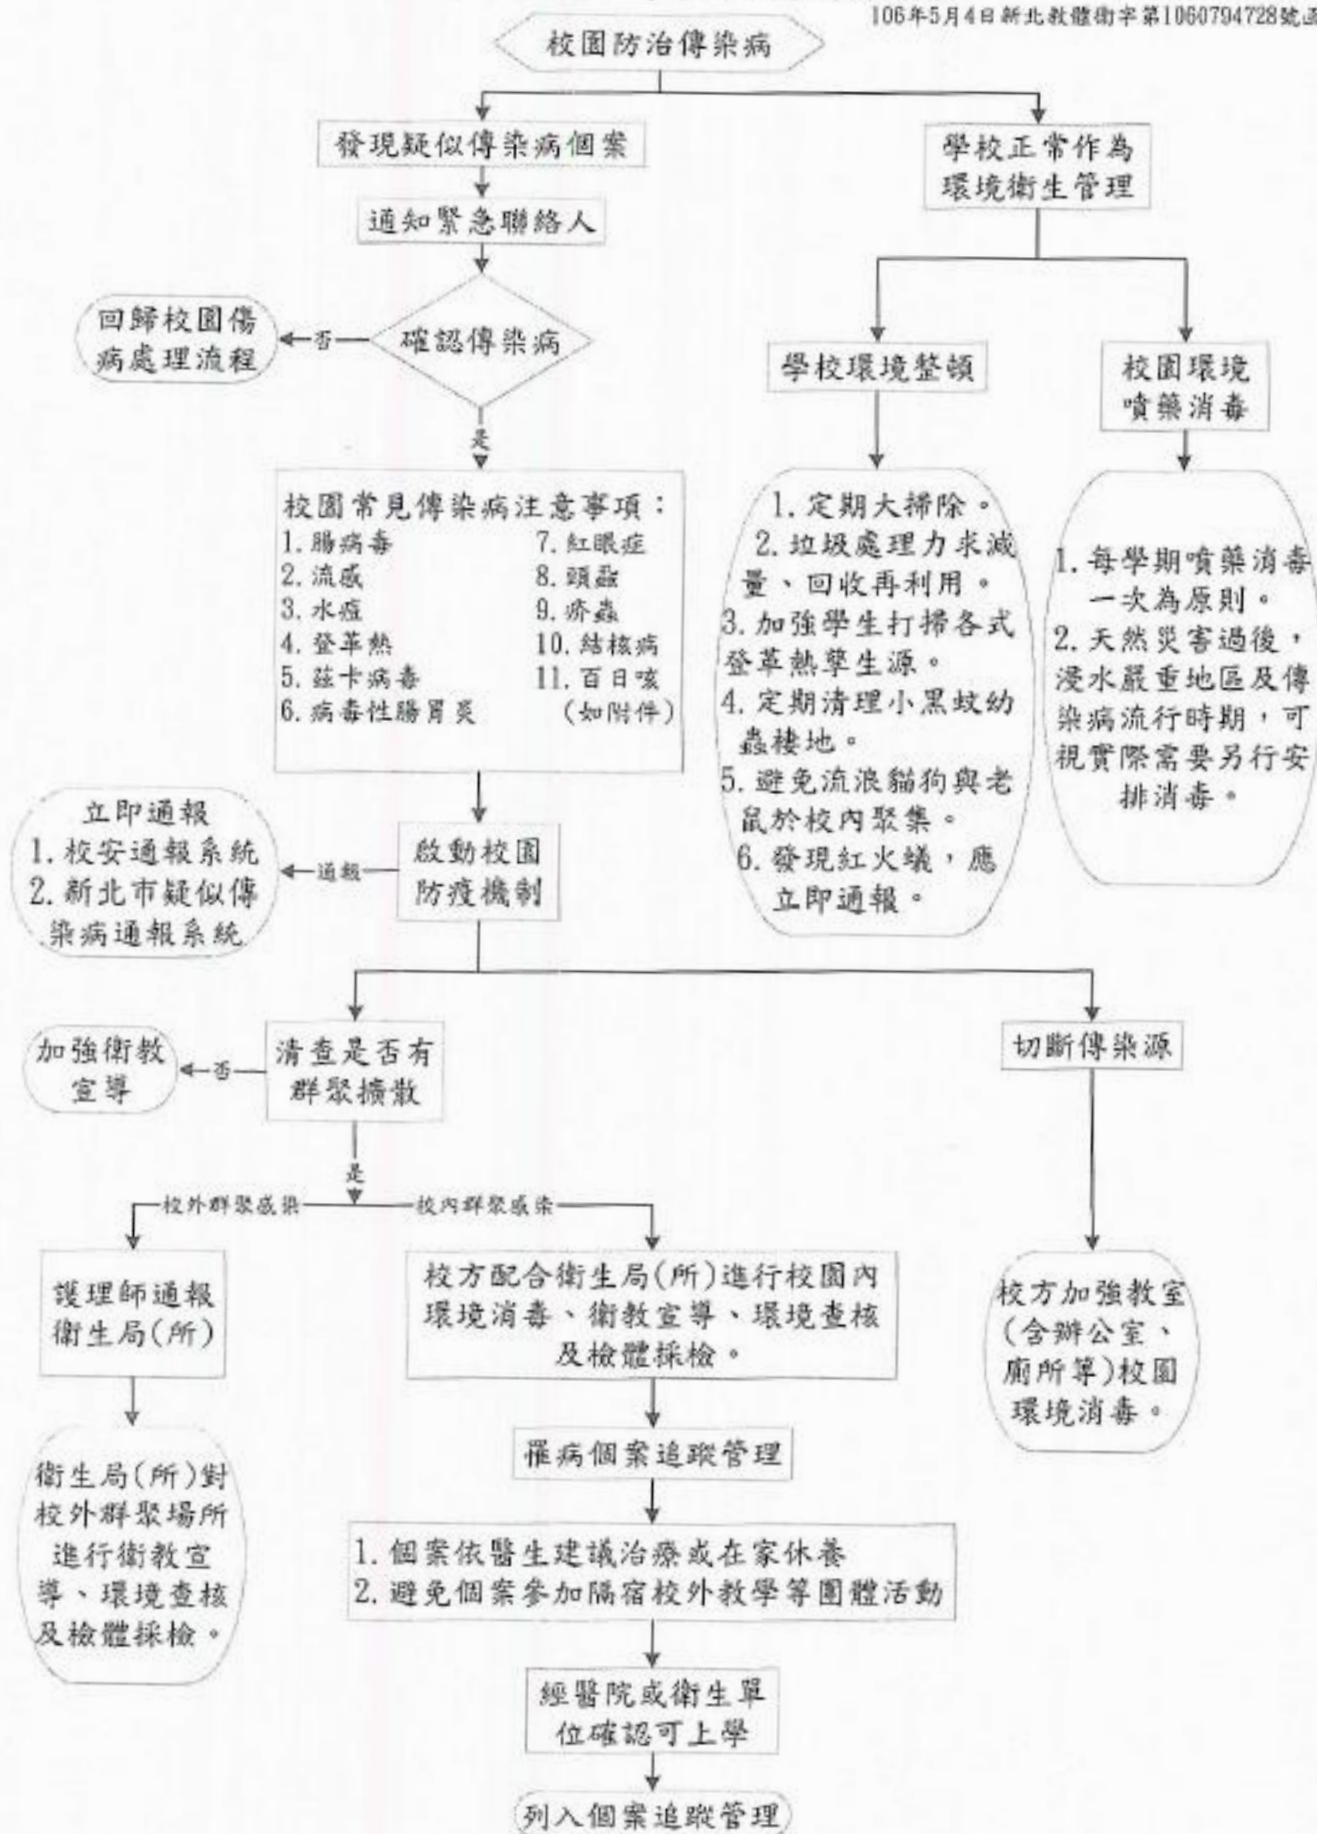 106年5月4日新北教體衛字第1060794728號函
校園防治傳染病
發現疑似傳染病個案
學校正常作為
環境衛生管理
通知緊急聯絡人
回歸校園傷
病處理流程
否
確認傳染病
學校環境整頓
校園環境
噴藥消毒
是
校園常見傳染病注意事項：
1.腸病毒
2.流感
3.水痘
4.登革熱
5.茲卡病毒
6.病毒性腸胃炎
7.紅眼症
8.頭蝨
9.疥蟲
10.結核病
11.百日咳
(如附件)
1.定期大掃除。
2.垃圾處理力求減
量、回收再利用。
3.加強學生打掃各式
登革熱孳生源。
4.定期清理小黑蚊幼
蟲棲地。
5.避免流浪貓狗與老
鼠於校內聚集。
6.發現紅火蟻，應
立即通報。
1.每學期噴藥消毒
一次為原則。
2.天然災害過後，
浸水嚴重地區及傳
染病流行時期，可
視實際需要另行安
排消毒。
立即通報
1.校安通報系統
2.新北市疑似傳
染病通報系統
通報
啟動校園
防疫機制
加強衛教
宣導
否
清查是否有
群聚擴散
切斷傳染源
是
校外群聚感染
校內群聚感染
護理師通報
衛生局(所)
校方配合衛生局(所)進行校園內
環境消毒、衛教宣導、環境查核
及檢體採檢。
校方加強教室
(含辦公室、
廁所等)校園
環境消毒。
罹病個案追蹤管理
衛生局(所)對
校外群聚場所
進行衛教宣
導、環境查核
及檢體採檢。
1.個案依醫生建議治療或在家休養
2.避免個案參加隔宿校外教學等團體活動
經醫院或衛生單
位確認可上學
列入個案追蹤管理